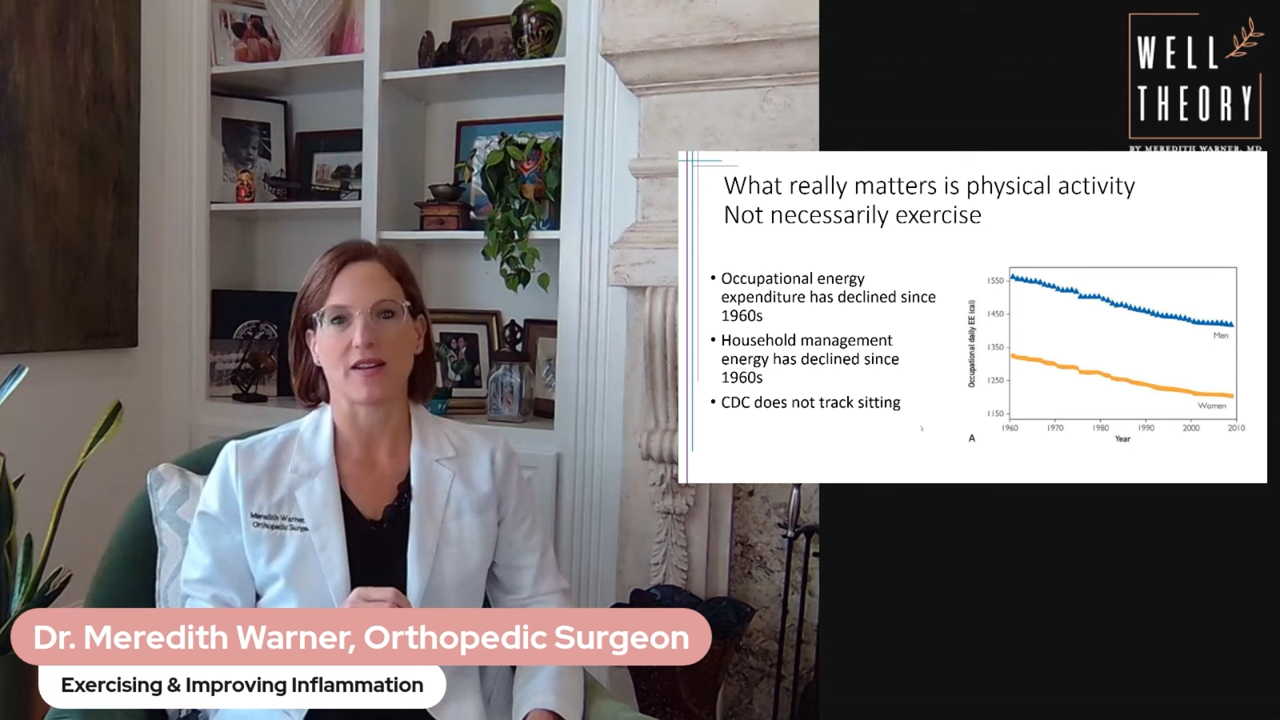 WELL
THEORY
BY MEREDITH WARNER, MD
What really matters is physical activity
Not necessarily exercise
• Occupational energy
expenditure has declined since
1960s
• Household management
energy has declined since
1960s
• CDC does not track sitting
Occupational daily EE (cal)
1550
1450
1350
1250
1150
Men
Women
1960 1970 1980 1990 2000 2010
A
Year
Meredith Warner,
Orthopedic Surge
Dr. Meredith Warner, Orthopedic Surgeon
Exercising & Improving Inflammation